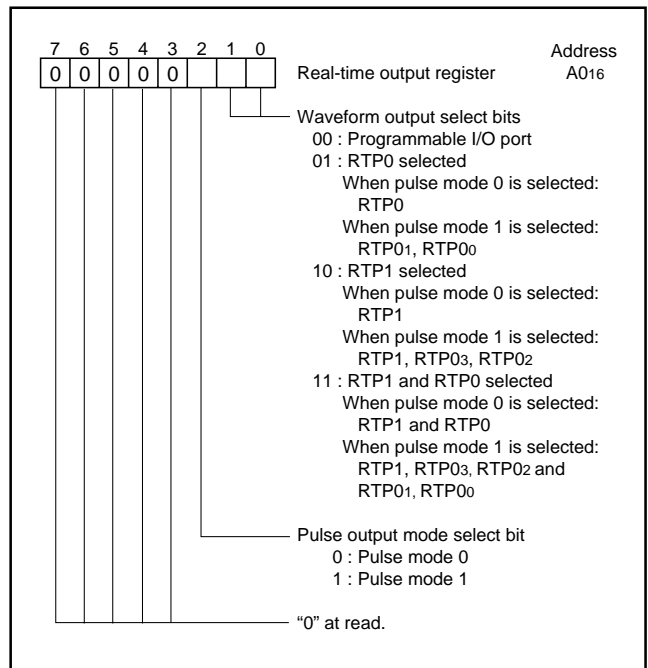 7 6 5 4 3 2 1 0 Address
0 0 0 0 0 Real-time output register A016
Waveform output select bits
00 : Programmable I/O port
01 : RTP0 selected
When pulse mode 0 is selected:
RTP0
When pulse mode 1 is selected:
RTP01, RTP00
10 : RTP1 selected
When pulse mode 0 is selected:
RTP1
When pulse mode 1 is selected:
RTP1, RTP03, RTP02
11 : RTP1 and RTP0 selected
When pulse mode 0 is selected:
RTP1 and RTP0
When pulse mode 1 is selected:
RTP1, RTP03, RTP02 and
RTP01, RTP00
Pulse output mode select bit
0 : Pulse mode 0
1 : Pulse mode 1
“0” at read.